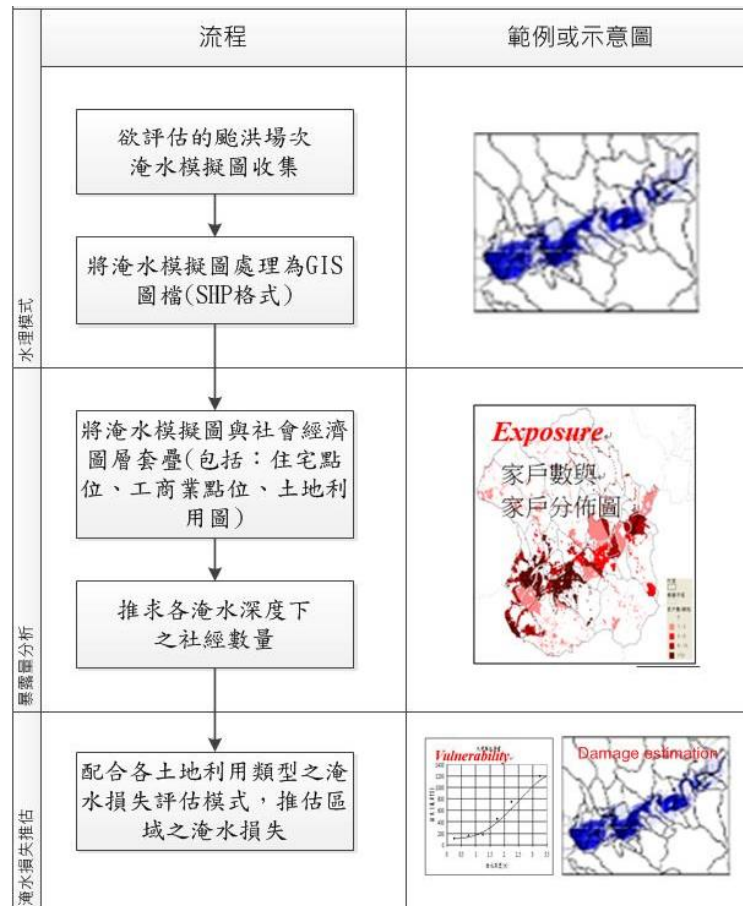 流程
範例或示意圖
水理模式
欲評估的颱洪場次
淹水模擬圖收集
將淹水模擬圖處理為GIS
圖檔(SHP格式)
暴露量分析
將淹水模擬圖與社會經濟
圖層套疊(包括：住宅點
位、工商業點位、土地利
用圖)
推求各淹水深度下
之社經數量
Exposure
家戶數與
家戶分佈圖
淹水損失推估
配合各土地利用類型之淹
水損失評估模式，推估區
域之淹水損失
Vulnerability
Damage estimation